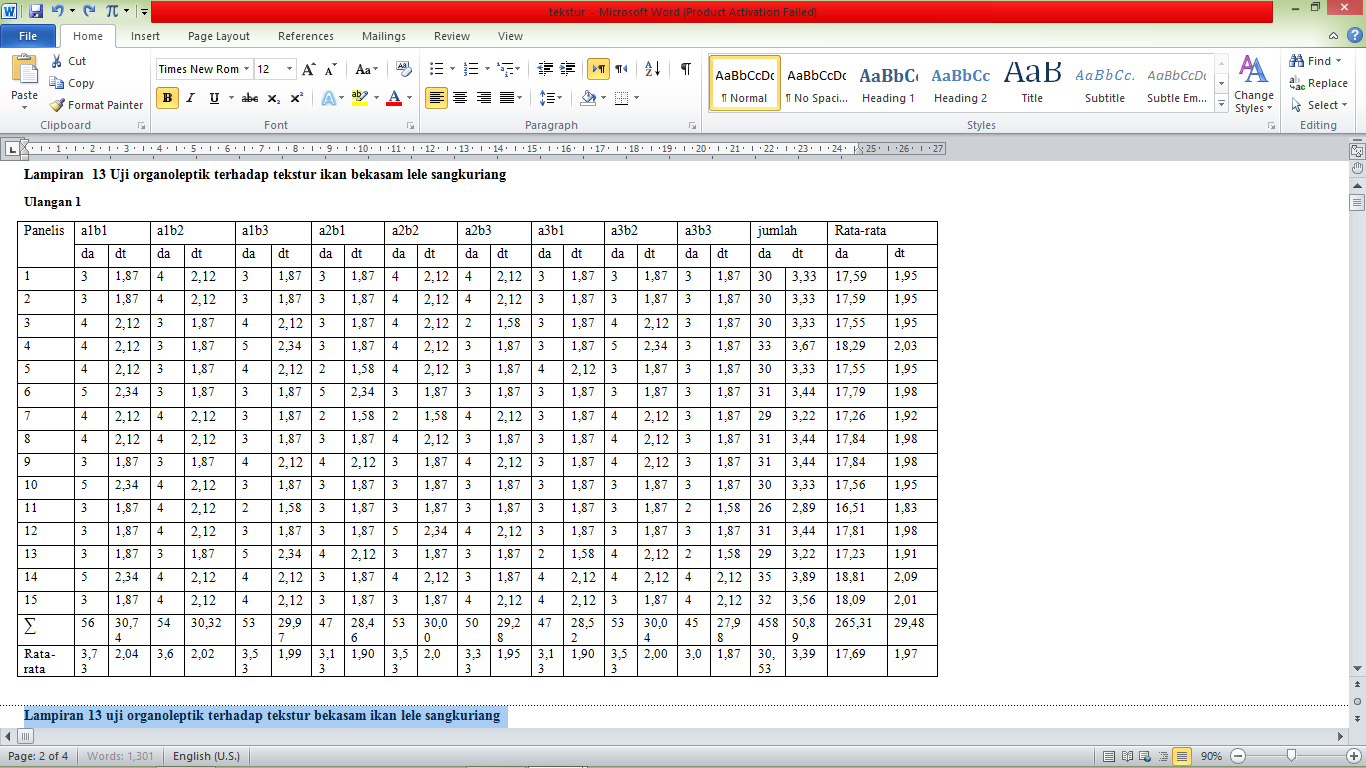 tekstur - Microsoft Word (Product Activation Failed)
File Home Insert Page Layout References Mailings Review View
Paste Cut Copy Format Painter
Times New Rom 12
AaBbCcDc AaBbCcDc AaBbCc AaBbCc AaB AaBbCc. AaBbCcDc
¶ Normal ¶ No Spaci... Heading 1 Heading 2 Title Subtitle Subtle Em...
Change Styles
Find Replace Select
Clipboard Font Paragraph Styles Editing
1 2 3 4 5 6 7 8 9 10 11 12 13 14 15 16 17 18 19 20 21 22 23 24 25 26 27
Lampiran 13 Uji organoleptik terhadap tekstur ikan bekasam lele sangkuriang
Ulangan 1
Panelis a1b1 a1b2 a1b3 a2b1 a2b2 a2b3 a3b1 a3b2 a3b3 jumlah Rata-rata
da dt da dt da dt da dt da dt da dt da dt da dt da dt da dt da dt
1 3 1,87 4 2,12 3 1,87 3 1,87 4 2,12 4 2,12 3 1,87 3 1,87 3 1,87 30 3,33 17,59 1,95
2 3 1,87 4 2,12 3 1,87 3 1,87 4 2,12 4 2,12 3 1,87 3 1,87 3 1,87 30 3,33 17,59 1,95
3 4 2,12 3 1,87 4 2,12 3 1,87 4 2,12 2 1,58 3 1,87 4 2,12 3 1,87 30 3,33 17,55 1,95
4 4 2,12 3 1,87 5 2,34 3 1,87 4 2,12 3 1,87 3 1,87 5 2,34 3 1,87 33 3,67 18,29 2,03
5 4 2,12 3 1,87 4 2,12 2 1,58 4 2,12 3 1,87 4 2,12 3 1,87 3 1,87 30 3,33 17,55 1,95
6 5 2,34 3 1,87 3 1,87 5 2,34 3 1,87 3 1,87 3 1,87 3 1,87 3 1,87 31 3,44 17,79 1,98
7 4 2,12 4 2,12 3 1,87 2 1,58 2 1,58 4 2,12 3 1,87 4 2,12 3 1,87 29 3,22 17,26 1,92
8 4 2,12 4 2,12 3 1,87 3 1,87 4 2,12 3 1,87 3 1,87 4 2,12 3 1,87 31 3,44 17,84 1,98
9 3 1,87 3 1,87 4 2,12 4 2,12 3 1,87 4 2,12 3 1,87 4 2,12 3 1,87 31 3,44 17,84 1,98
10 5 2,34 4 2,12 3 1,87 3 1,87 3 1,87 3 1,87 3 1,87 3 1,87 3 1,87 30 3,33 17,56 1,95
11 3 1,87 4 2,12 2 1,58 3 1,87 3 1,87 3 1,87 3 1,87 3 1,87 2 1,58 26 2,89 16,51 1,83
12 3 1,87 4 2,12 3 1,87 3 1,87 5 2,34 4 2,12 3 1,87 3 1,87 3 1,87 31 3,44 17,81 1,98
13 3 1,87 3 1,87 5 2,34 4 2,12 3 1,87 3 1,87 2 1,58 4 2,12 2 1,58 29 3,22 17,23 1,91
14 5 2,34 4 2,12 4 2,12 3 1,87 4 2,12 3 1,87 4 2,12 4 2,12 4 2,12 35 3,89 18,81 2,09
15 3 1,87 4 2,12 4 2,12 3 1,87 3 1,87 4 2,12 4 2,12 3 1,87 4 2,12 32 3,56 18,09 2,01
∑ 56 30,74 54 30,32 53 29,97 47 28,46 53 30,00 50 29,28 47 28,52 53 30,04 45 27,98 458 50,89 265,31 29,48
Rata-rata 3,73 2,04 3,6 2,02 3,53 1,99 3,13 1,90 3,53 2,0 3,33 1,95 3,13 1,90 3,53 2,00 3,0 1,87 30,53 3,39 17,69 1,97
Lampiran 13 uji organoleptik terhadap tekstur bekasam ikan lele sangkuriang
Page: 2 of 4 Words: 1,301 English (U.S.) 90%